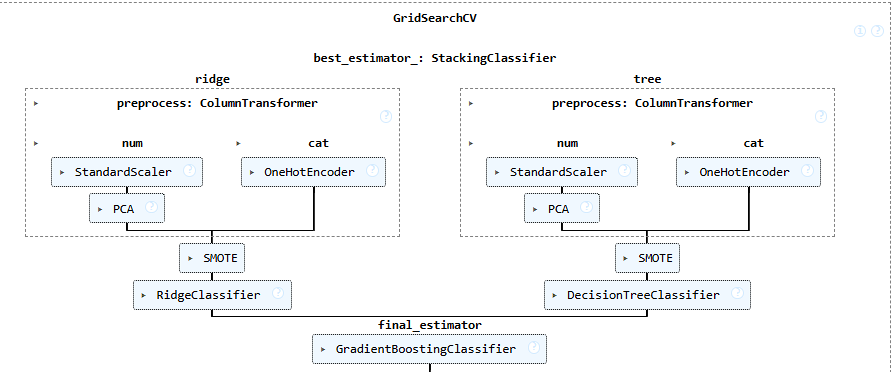 GridSearchCV
i ?
best_estimator_: StackingClassifier
ridge tree
preprocess: ColumnTransformer preprocess: ColumnTransformer
? ?
num cat num cat
StandardScaler ? OneHotEncoder ? StandardScaler ? OneHotEncoder ?
PCA ? PCA ?
SMOTE SMOTE
RidgeClassifier ? DecisionTreeClassifier ?
final_estimator
GradientBoostingClassifier ?